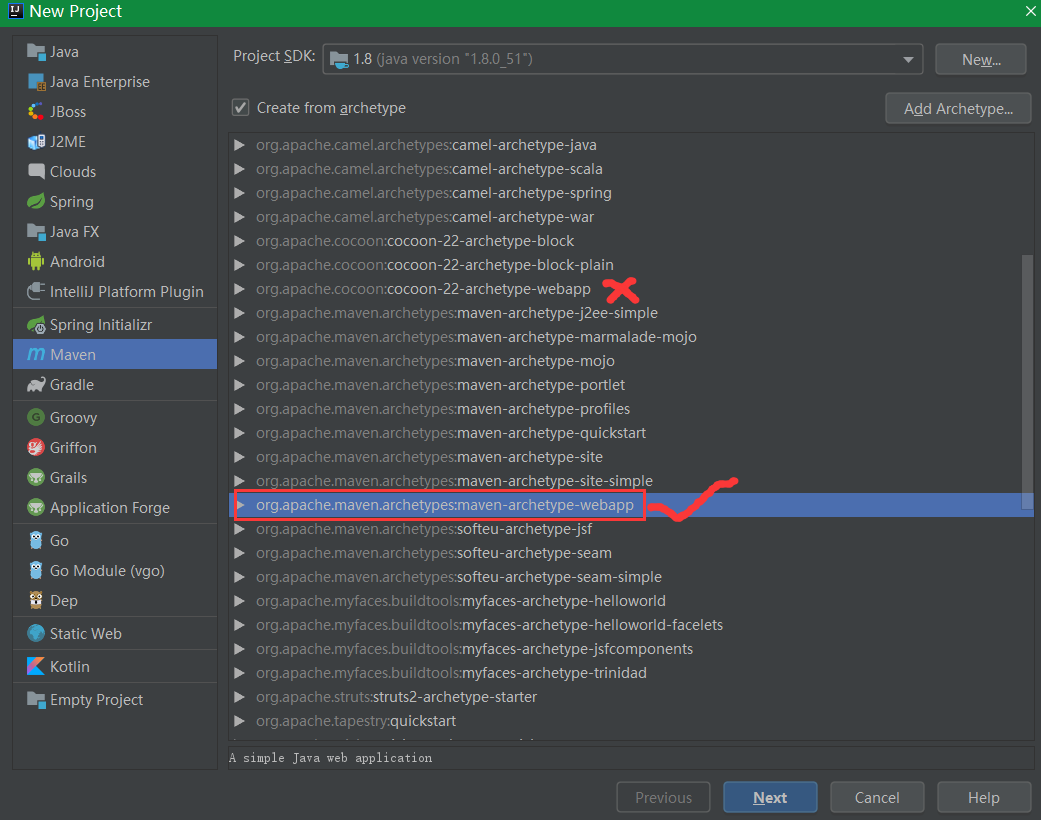 New Project
Java
Java Enterprise
JBoss
J2ME
Clouds
Spring
Java FX
Android
IntelliJ Platform Plugin
Spring Initializr
Maven
Gradle
Groovy
Griffon
Grails
Application Forge
Go
Go Module (vgo)
Dep
Static Web
Kotlin
Empty Project
Project SDK: 1.8 (java version "1.8.0_51") New...
Create from archetype Add Archetype...
org.apache.camel.archetypes:camel-archetype-java
org.apache.camel.archetypes:camel-archetype-scala
org.apache.camel.archetypes:camel-archetype-spring
org.apache.camel.archetypes:camel-archetype-war
org.apache.cocoon:cocoon-22-archetype-block
org.apache.cocoon:cocoon-22-archetype-block-plain
org.apache.cocoon:cocoon-22-archetype-webapp
org.apache.maven.archetypes:maven-archetype-j2ee-simple
org.apache.maven.archetypes:maven-archetype-marmalade-mojo
org.apache.maven.archetypes:maven-archetype-mojo
org.apache.maven.archetypes:maven-archetype-portlet
org.apache.maven.archetypes:maven-archetype-profiles
org.apache.maven.archetypes:maven-archetype-quickstart
org.apache.maven.archetypes:maven-archetype-site
org.apache.maven.archetypes:maven-archetype-site-simple
org.apache.maven.archetypes:maven-archetype-webapp
org.apache.maven.archetypes:softeu-archetype-jsf
org.apache.maven.archetypes:softeu-archetype-seam
org.apache.maven.archetypes:softeu-archetype-seam-simple
org.apache.myfaces.buildtools:myfaces-archetype-helloworld
org.apache.myfaces.buildtools:myfaces-archetype-helloworld-facelets
org.apache.myfaces.buildtools:myfaces-archetype-jsfcomponents
org.apache.myfaces.buildtools:myfaces-archetype-trinidad
org.apache.struts:struts2-archetype-starter
org.apache.tapestry:quickstart
A simple Java web application
Previous Next Cancel Help